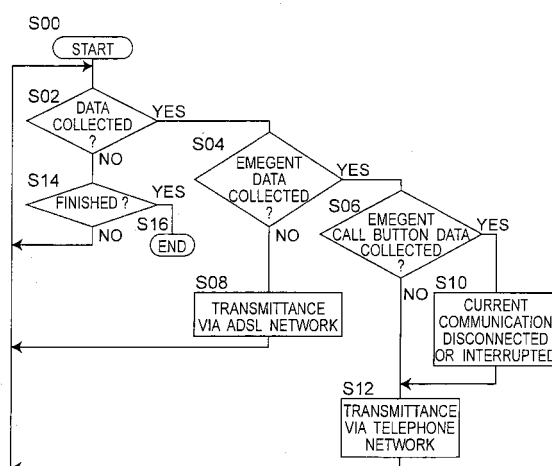 S00
START
S02
DATA
COLLECTED
?
YES
NO
S04
EMEGENT
DATA
COLLECTED
?
YES
NO
S14
FINISHED ?
YES
NO
S16
END
S06
EMEGENT
CALL BUTTON DATA
COLLECTED
?
YES
NO
S08
TRANSMITTANCE
VIA ADSL NETWORK
S10
CURRENT
COMMUNICATION
DISCONNECTED
OR INTERRUPTED
S12
TRANSMITTANCE
VIA TELEPHONE
NETWORK